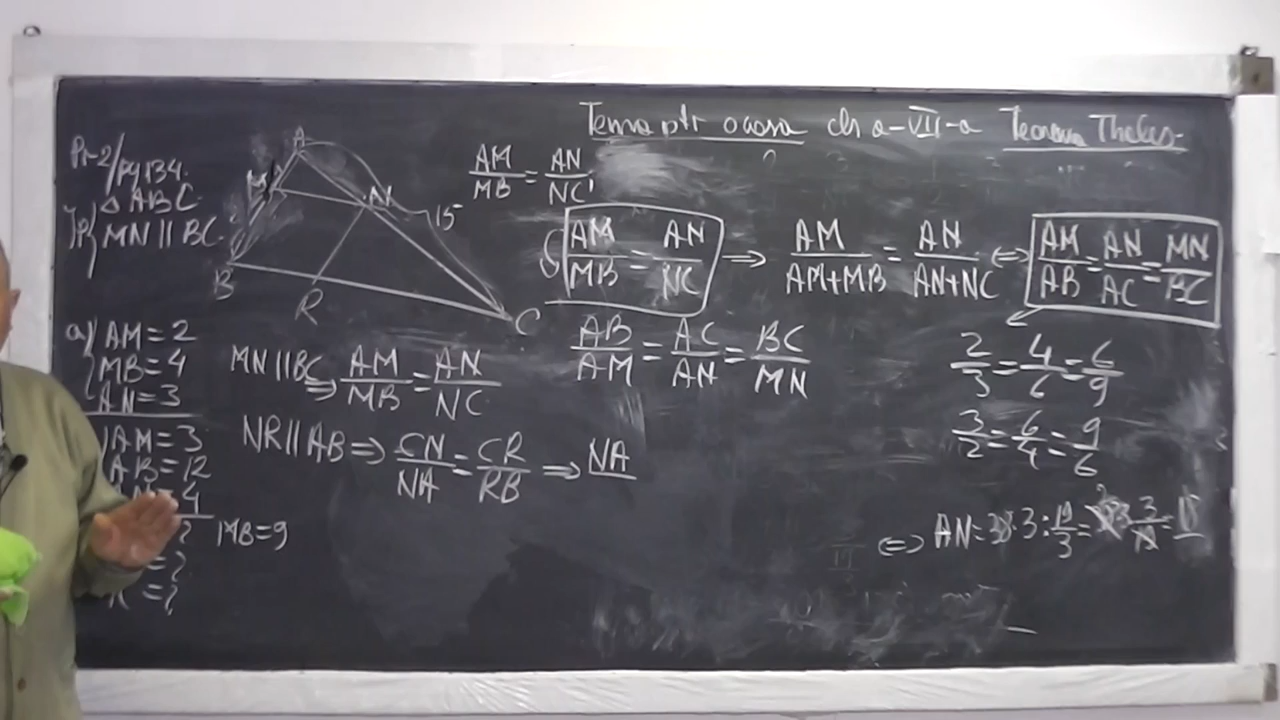 Tema ptr acasa cls a-VII-a Teorema Thales
Pr-2/pg 134.
△ ABC
Ip{ MN || BC.
A
M
N
15
B
R
C
AM/MB = AN/NC
AM/MB = AN/NC ⟹ AM/AM+MB = AN/AN+NC ⟺ AM/AB = AN/AC = MN/BC
AB/AM = AC/AN = BC/MN
2/3 = 4/6 = 6/9
3/2 = 6/4 = 9/6
a) AM = 2
MB = 4
AN = 3
AM = 3
AB = 12
= 4
= ? MB = 9
= ?
= ?
MN || BC ⟹ AM/MB = AN/NC
NR || AB ⟹ CN/NA = CR/RB ⟹ NA
⟺ AN =